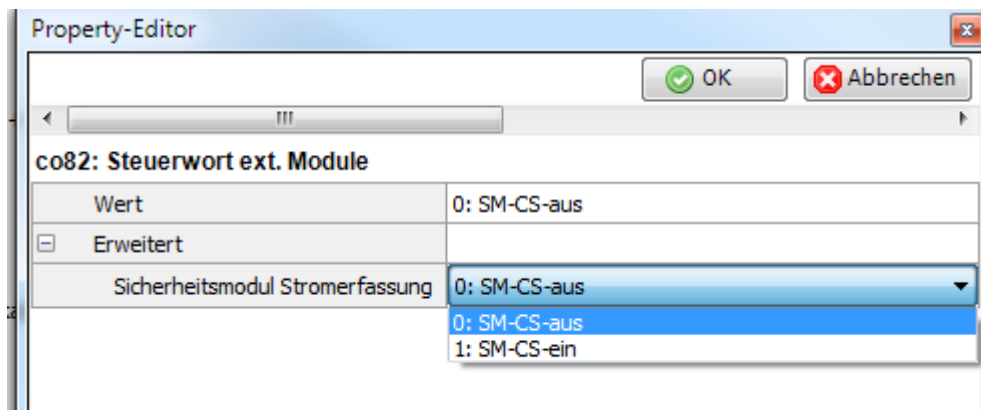 Property-Editor
OK Abbrechen
co82: Steuerwort ext. Module
Wert 0: SM-CS-aus
Erweitert
Sicherheitsmodul Stromerfassung 0: SM-CS-aus
0: SM-CS-aus
1: SM-CS-ein